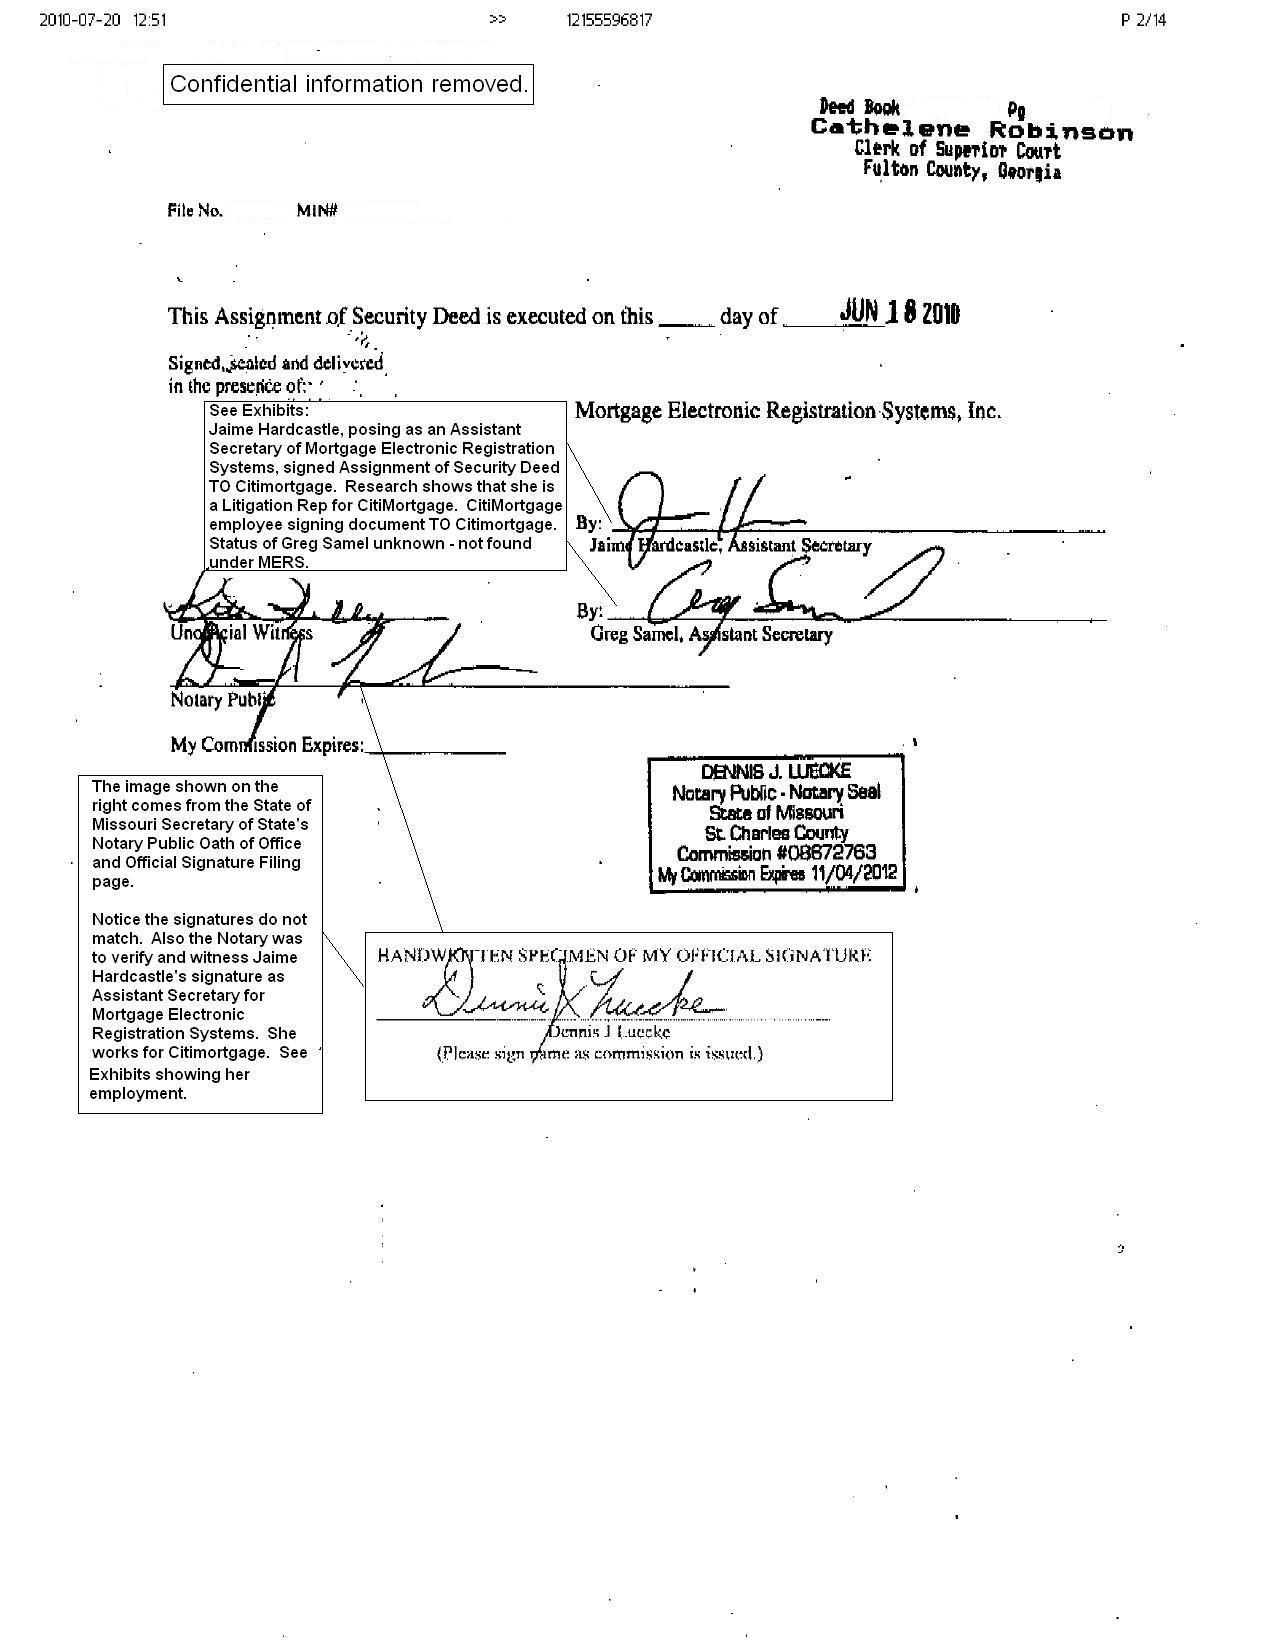 2010-07-20 12:51 >> 12155596817 P 2/14
Confidential information removed.
Deed Book Pg
Cathelene Robinson
Clerk of Superior Court
Fulton County, Georgia
File No. MIN#
This Assignment of Security Deed is executed on this ____ day of ____ JUN 18 2010
Signed, sealed and delivered
in the presence of:
See Exhibits:
Jaime Hardcastle, posing as an Assistant
Secretary of Mortgage Electronic Registration
Systems, signed Assignment of Security Deed
TO Citimortgage. Research shows that she is
a Litigation Rep for CitiMortgage. CitiMortgage
employee signing document TO Citimortgage.
Status of Greg Samel unknown - not found
under MERS.
Mortgage Electronic Registration Systems, Inc.
By:
Jaime Hardcastle, Assistant Secretary
By: Greg Samel
Greg Samel, Assistant Secretary
Unofficial Witness
Notary Public
My Commission Expires:
DENNIS J. LUECKE
Notary Public - Notary Seal
State of Missouri
St. Charles County
Commission #08672763
My Commission Expires 11/04/2012
The image shown on the
right comes from the State of
Missouri Secretary of State's
Notary Public Oath of Office
and Official Signature Filing
page.
Notice the signatures do not
match. Also the Notary was
to verify and witness Jaime
Hardcastle's signature as
Assistant Secretary for
Mortgage Electronic
Registration Systems. She
works for Citimortgage. See
Exhibits showing her
employment.
HANDWRITTEN SPECIMEN OF MY OFFICIAL SIGNATURE
Dennis J Luecke
Dennis J Luecke
(Please sign name as commission is issued.)